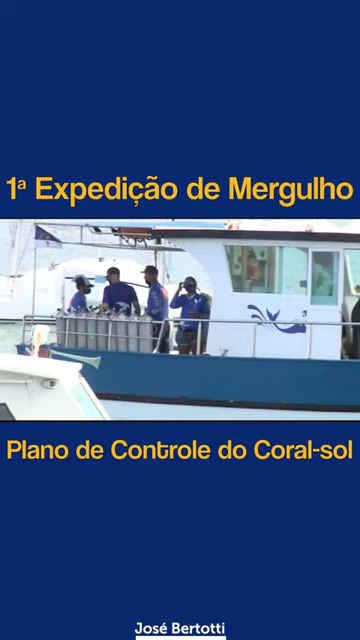 1ª Expedição de Mergulho
Plano de Controle do Coral-sol
José Bertotti